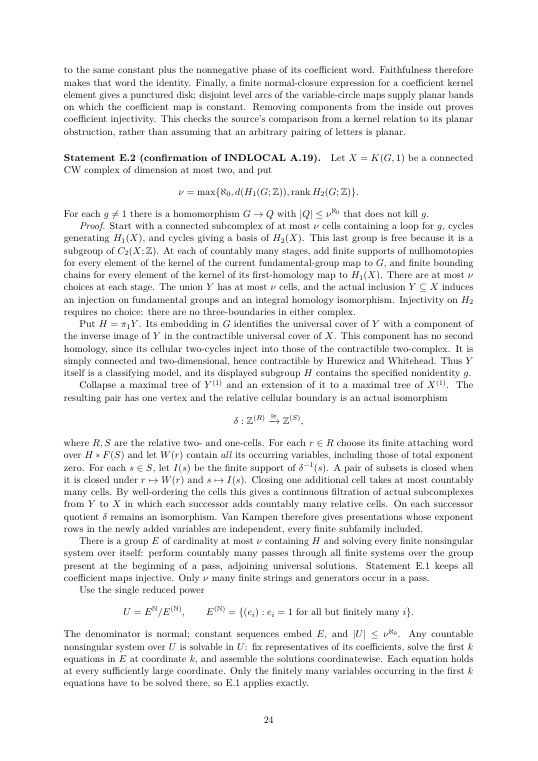 to the same constant plus the nonnegative phase of its coefficient word. Faithfulness therefore
makes that word the identity. Finally, a finite normal-closure expression for a coefficient kernel
element gives a punctured disk; disjoint level arcs of the variable-circle maps supply planar bands
on which the coefficient map is constant. Removing components from the inside out proves
coefficient injectivity. This checks the source's comparison from a kernel relation to its planar
obstruction, rather than assuming that an arbitrary pairing of letters is planar.
Statement E.2 (confirmation of INDLOCAL A.19). Let X = K(G, 1) be a connected
CW complex of dimension at most two, and put
ν = max{ℵ₀, d(H₁(G; ℤ)), rank H₂(G; ℤ)}.
For each g ≠ 1 there is a homomorphism G → Q with |Q| ≤ ν^ℵ₀ that does not kill g.
Proof. Start with a connected subcomplex of at most ν cells containing a loop for g, cycles
generating H₁(X), and cycles giving a basis of H₂(X). This last group is free because it is a
subgroup of C₂(X; ℤ). At each of countably many stages, add finite supports of nullhomotopies
for every element of the kernel of the current fundamental-group map to G, and finite bounding
chains for every element of the kernel of its first-homology map to H₁(X). There are at most ν
choices at each stage. The union Y has at most ν cells, and the actual inclusion Y ⊆ X induces
an injection on fundamental groups and an integral homology isomorphism. Injectivity on H₂
requires no choice: there are no three-boundaries in either complex.
Put H = π₁Y. Its embedding in G identifies the universal cover of Y with a component of
the inverse image of Y in the contractible universal cover of X. This component has no second
homology, since its cellular two-cycles inject into those of the contractible two-complex. It is
simply connected and two-dimensional, hence contractible by Hurewicz and Whitehead. Thus Y
itself is a classifying model, and its displayed subgroup H contains the specified nonidentity g.
Collapse a maximal tree of Y⁽¹⁾ and an extension of it to a maximal tree of X⁽¹⁾. The
resulting pair has one vertex and the relative cellular boundary is an actual isomorphism
δ : ℤ^(R) ≅→ ℤ^(S),
where R, S are the relative two- and one-cells. For each r ∈ R choose its finite attaching word
over H ∗ F(S) and let W(r) contain all its occurring variables, including those of total exponent
zero. For each s ∈ S, let I(s) be the finite support of δ⁻¹(s). A pair of subsets is closed when
it is closed under r ↦ W(r) and s ↦ I(s). Closing one additional cell takes at most countably
many cells. By well-ordering the cells this gives a continuous filtration of actual subcomplexes
from Y to X in which each successor adds countably many relative cells. On each successor
quotient δ remains an isomorphism. Van Kampen therefore gives presentations whose exponent
rows in the newly added variables are independent, every finite subfamily included.
There is a group E of cardinality at most ν containing H and solving every finite nonsingular
system over itself: perform countably many passes through all finite systems over the group
present at the beginning of a pass, adjoining universal solutions. Statement E.1 keeps all
coefficient maps injective. Only ν many finite strings and generators occur in a pass.
Use the single reduced power
U = E^ℕ/E^(ℕ), E^(ℕ) = {(eᵢ) : eᵢ = 1 for all but finitely many i}.
The denominator is normal; constant sequences embed E, and |U| ≤ ν^ℵ₀. Any countable
nonsingular system over U is solvable in U: fix representatives of its coefficients, solve the first k
equations in E at coordinate k, and assemble the solutions coordinatewise. Each equation holds
at every sufficiently large coordinate. Only the finitely many variables occurring in the first k
equations have to be solved there, so E.1 applies exactly.
24